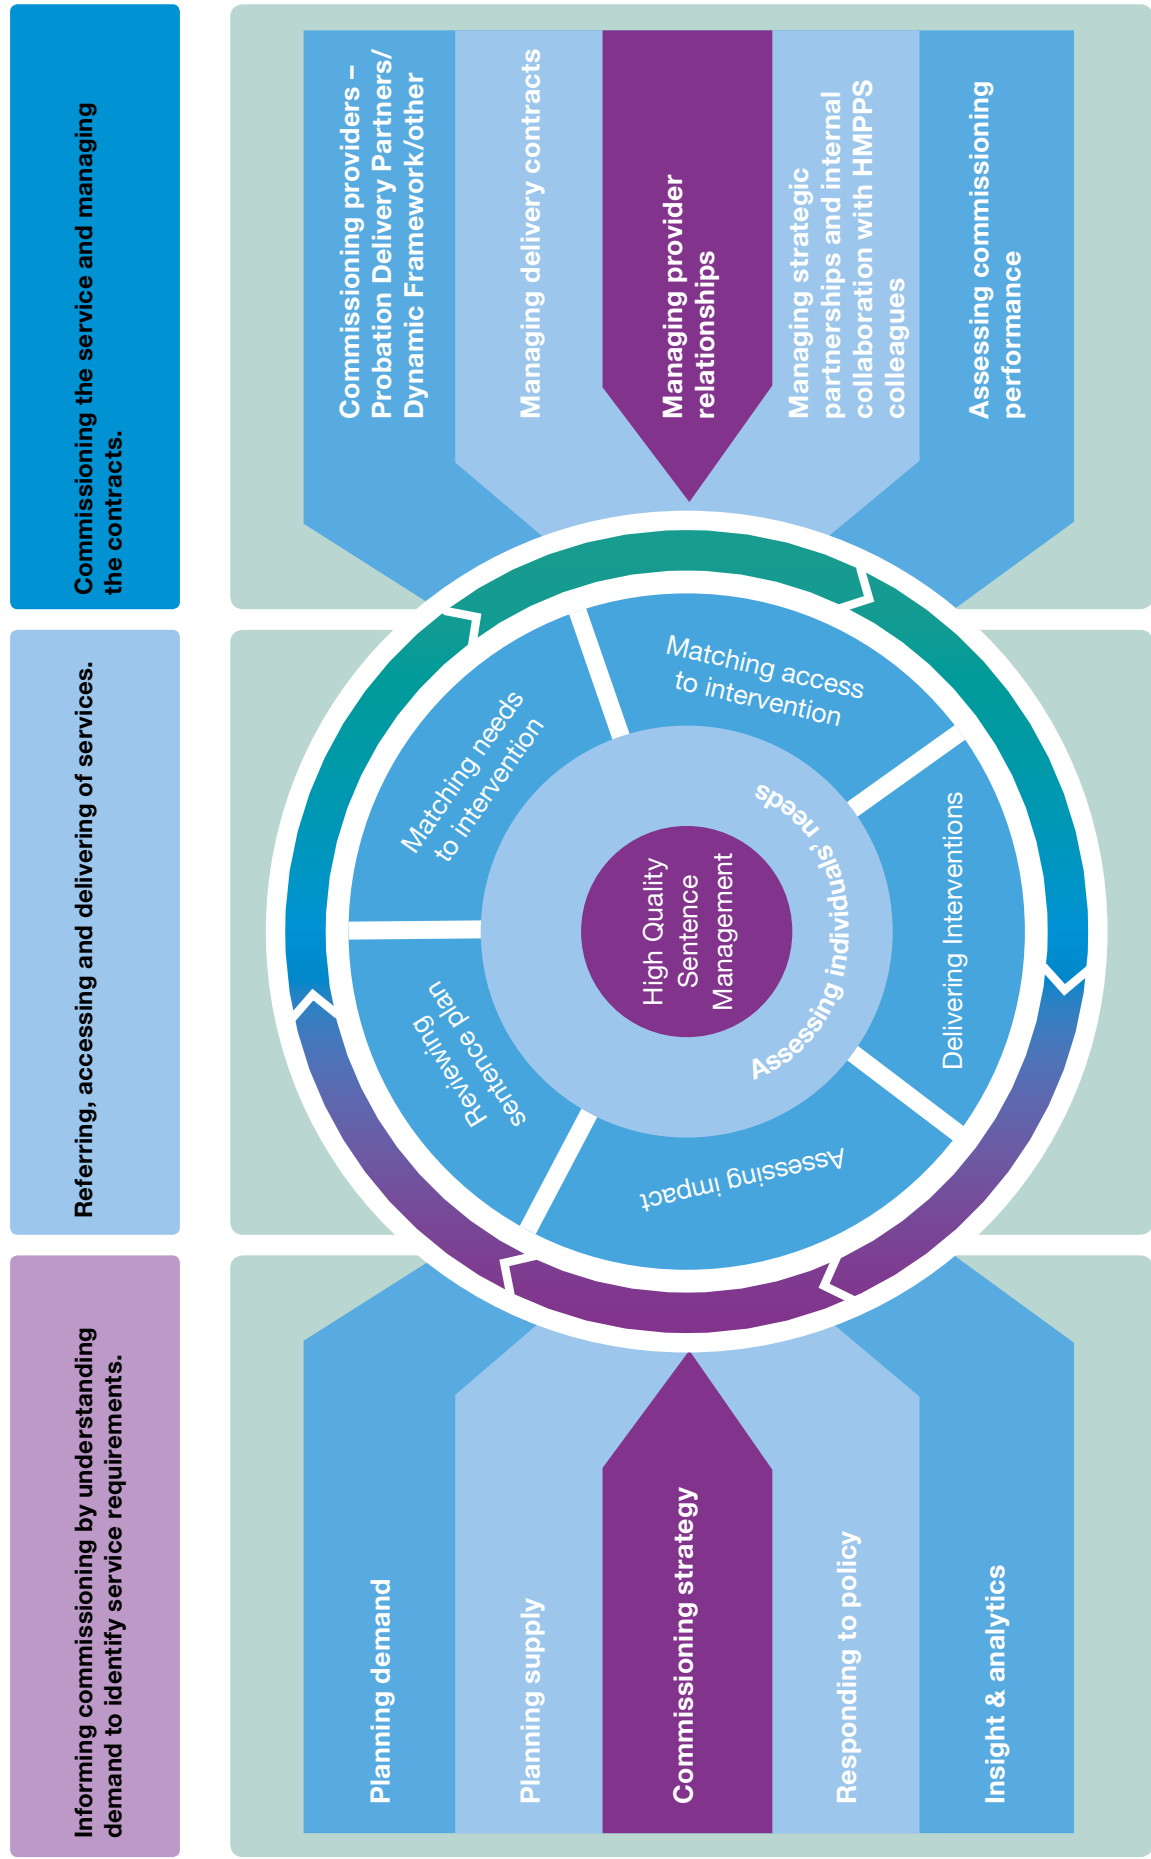 Informing commissioning by understanding
demand to identify service requirements.
Referring, accessing and delivering of services.
Commissioning the service and managing
the contracts.
Planning demand
Planning supply
Commissioning strategy
Responding to policy
Insight & analytics
High Quality
Sentence
Management
Assessing individuals’ needs
Matching needs
to intervention
Matching access
to intervention
Delivering Interventions
Assessing impact
Reviewing
sentence plan
Commissioning providers –
Probation Delivery Partners/
Dynamic Framework/other
Managing delivery contracts
Managing provider
relationships
Managing strategic
partnerships and internal
collaboration with HMPPS
colleagues
Assessing commissioning
performance